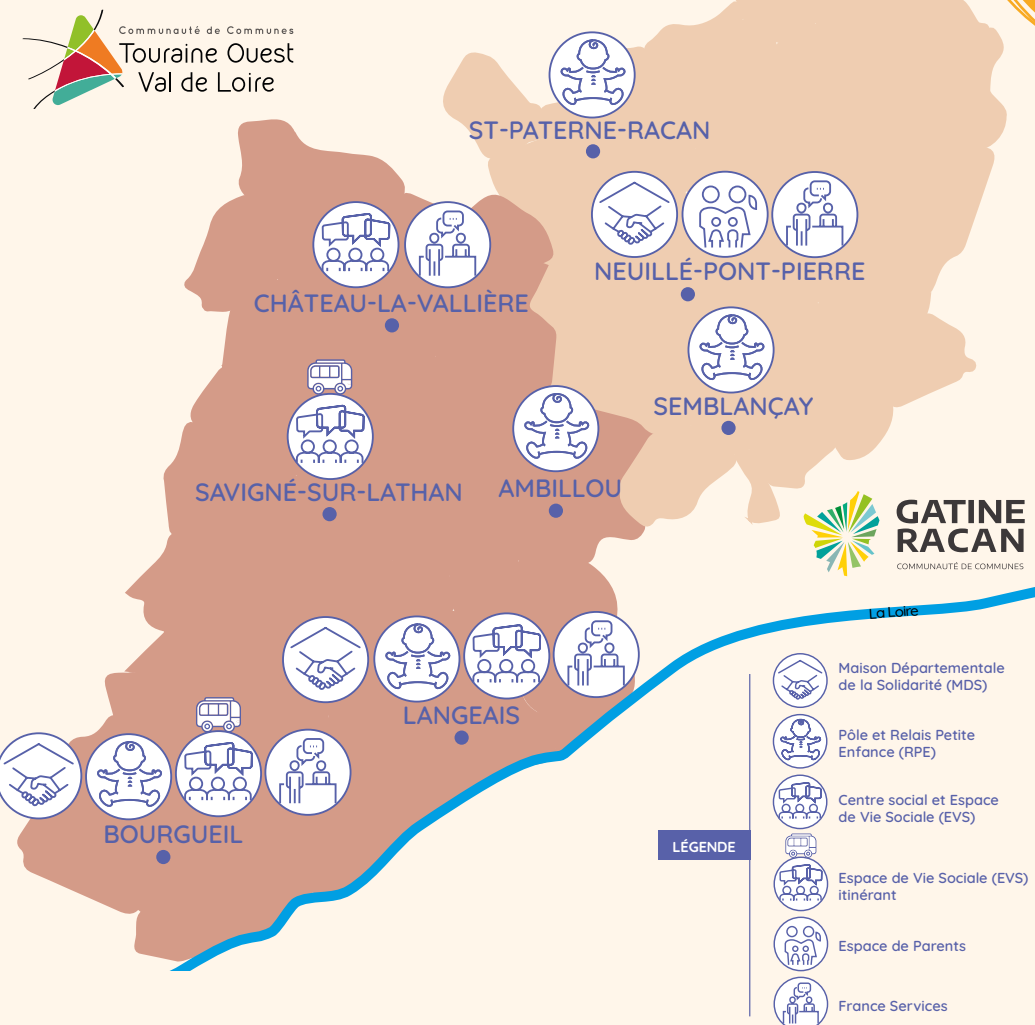 Communauté de Communes
Touraine Ouest
Val de Loire
ST-PATERNE-RACAN
NEUILLÉ-PONT-PIERRE
CHÂTEAU-LA-VALLIÈRE
SEMBLANÇAY
SAVIGNÉ-SUR-LATHAN
AMBILLOU
GATINE
RACAN
COMMUNAUTÉ DE COMMUNES
La Loire
LANGEAIS
BOURGUEIL
LÉGENDE
Maison Départementale
de la Solidarité (MDS)
Pôle et Relais Petite
Enfance (RPE)
Centre social et Espace
de Vie Sociale (EVS)
Espace de Vie Sociale (EVS)
itinérant
Espace de Parents
France Services